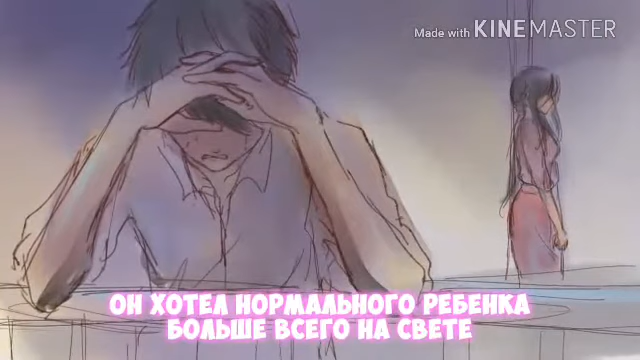 Made with KINEMASTER
ОН ХОТЕЛ НОРМАЛЬНОГО РЕБЕНКА
БОЛЬШЕ ВСЕГО НА СВЕТЕ